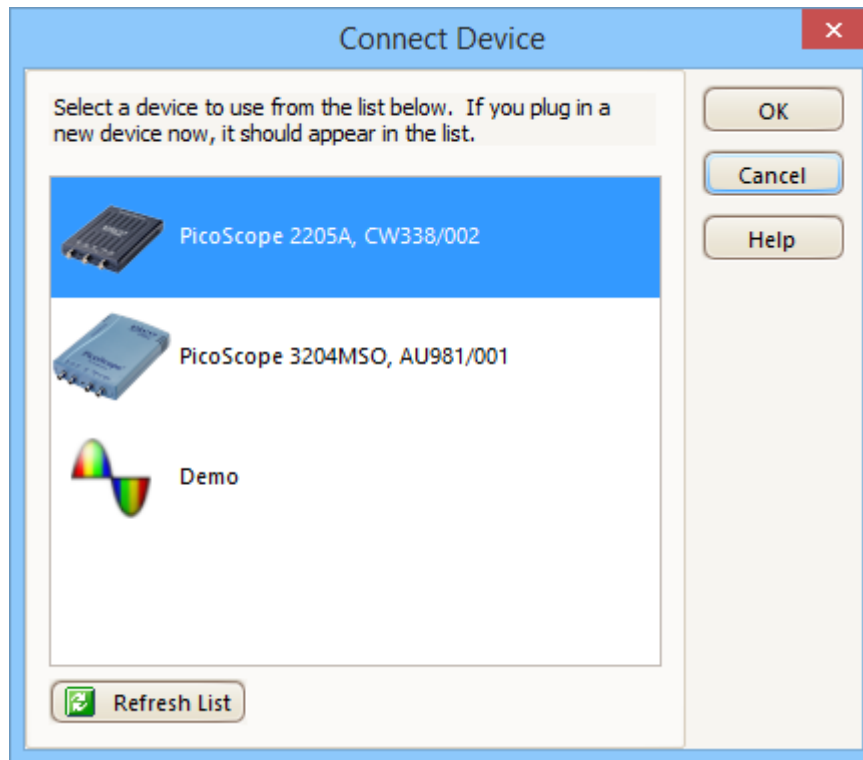 Connect Device
Select a device to use from the list below. If you plug in a
new device now, it should appear in the list.
OK
Cancel
Help
PicoScope 2205A, CW338/002
PicoScope 3204MSO, AU981/001
Demo
Refresh List